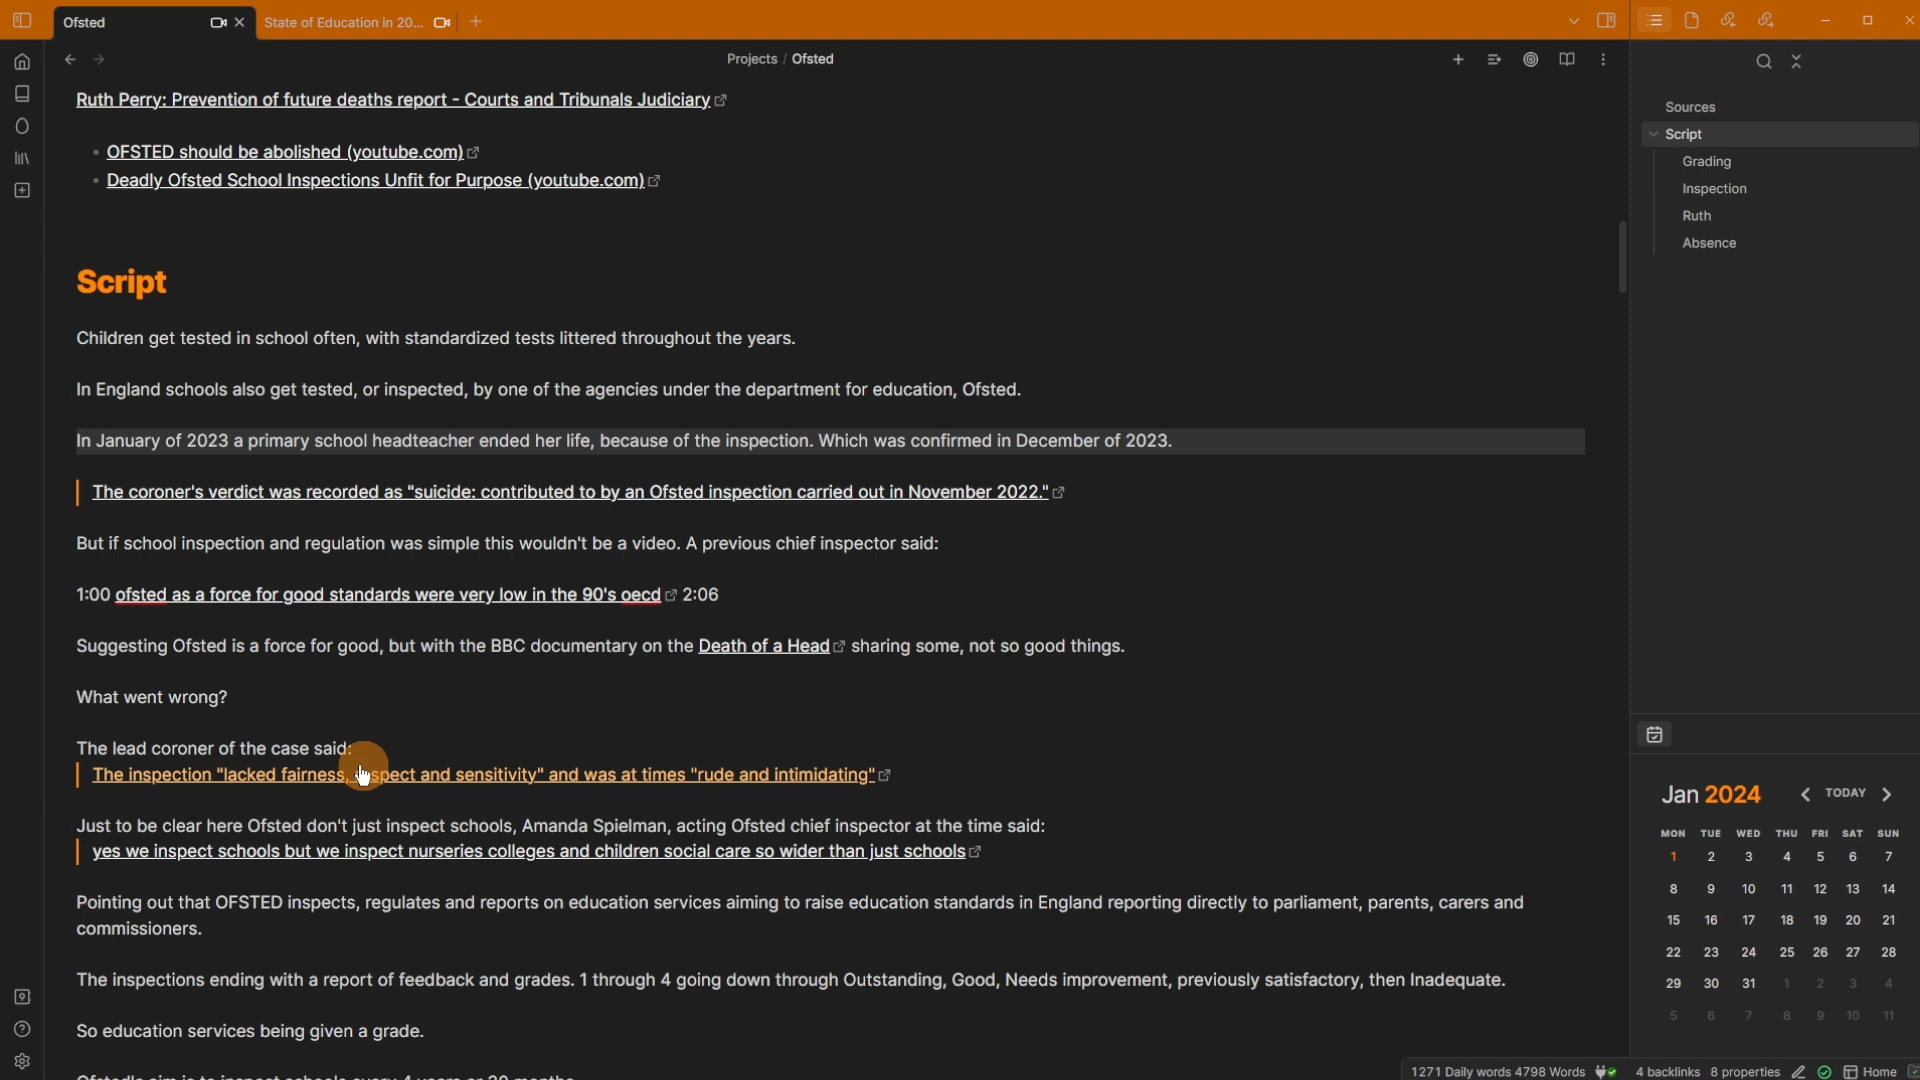 Ofsted
State of Education in 20...
Projects / Ofsted
Ruth Perry: Prevention of future deaths report - Courts and Tribunals Judiciary
• OFSTED should be abolished (youtube.com)
• Deadly Ofsted School Inspections Unfit for Purpose (youtube.com)
Script
Children get tested in school often, with standardized tests littered throughout the years.
In England schools also get tested, or inspected, by one of the agencies under the department for education, Ofsted.
In January of 2023 a primary school headteacher ended her life, because of the inspection. Which was confirmed in December of 2023.
The coroner's verdict was recorded as "suicide: contributed to by an Ofsted inspection carried out in November 2022."
But if school inspection and regulation was simple this wouldn't be a video. A previous chief inspector said:
1:00 ofsted as a force for good standards were very low in the 90's oecd 2:06
Suggesting Ofsted is a force for good, but with the BBC documentary on the Death of a Head sharing some, not so good things.
What went wrong?
The lead coroner of the case said:
The inspection "lacked fairness, spect and sensitivity" and was at times "rude and intimidating"
Just to be clear here Ofsted don't just inspect schools, Amanda Spielman, acting Ofsted chief inspector at the time said:
yes we inspect schools but we inspect nurseries colleges and children social care so wider than just schools
Pointing out that OFSTED inspects, regulates and reports on education services aiming to raise education standards in England reporting directly to parliament, parents, carers and
commissioners.
The inspections ending with a report of feedback and grades. 1 through 4 going down through Outstanding, Good, Needs improvement, previously satisfactory, then Inadequate.
So education services being given a grade.
Sources
Script
Grading
Inspection
Ruth
Absence
Jan 2024
TODAY
MON TUE WED THU FRI SAT SUN
1 2 3 4 5 6 7
8 9 10 11 12 13 14
15 16 17 18 19 20 21
22 23 24 25 26 27 28
29 30 31 1 2 3 4
5 6 7 8 9 10 11
1271 Daily words 4798 Words 4 backlinks 8 properties Home